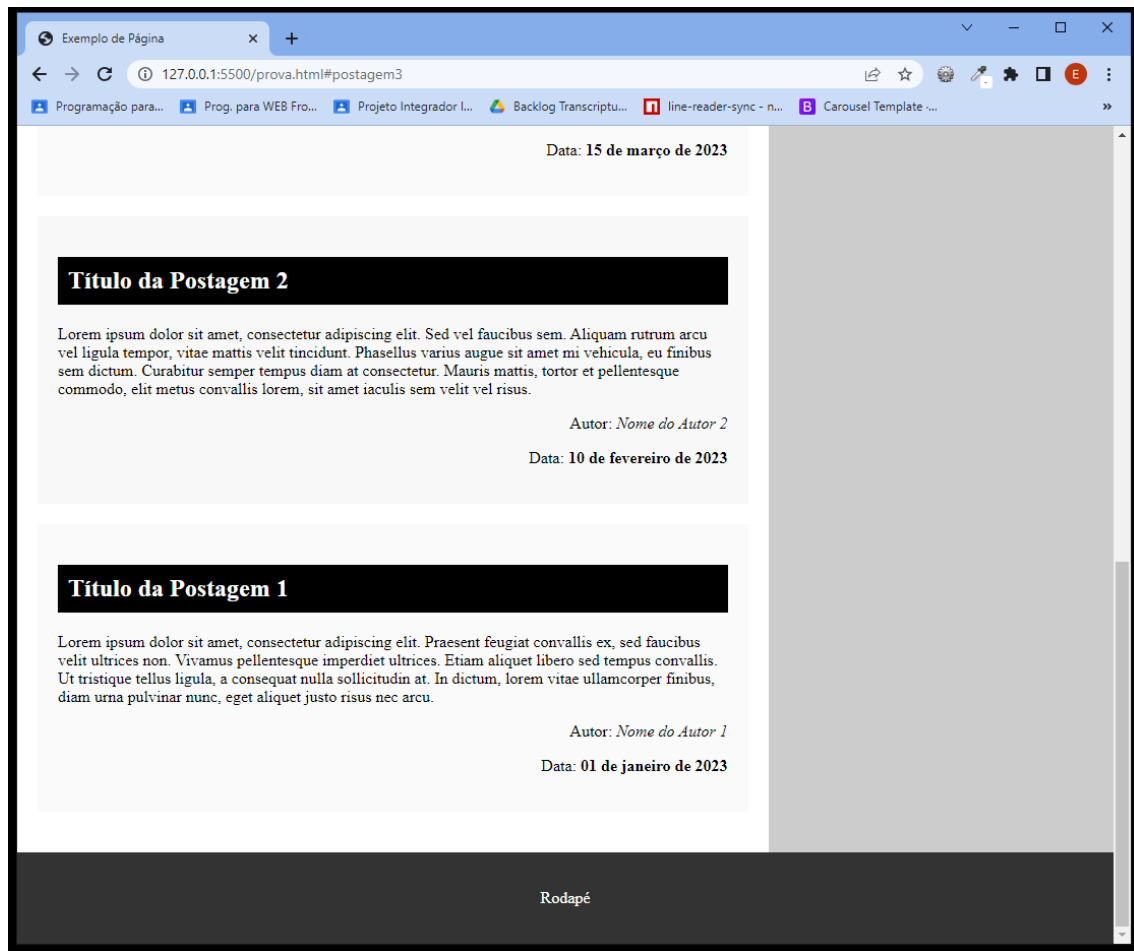 Exemplo de Página
127.0.0.1:5500/prova.html#postagem3
E
Programação para... Prog. para WEB Fro... Projeto Integrador I... Backlog Transcriptu... line-reader-sync - n... B Carousel Template -... »
Data: 15 de março de 2023
Título da Postagem 2
Lorem ipsum dolor sit amet, consectetur adipiscing elit. Sed vel faucibus sem. Aliquam rutrum arcu
vel ligula tempor, vitae mattis velit tincidunt. Phasellus varius augue sit amet mi vehicula, eu finibus
sem dictum. Curabitur semper tempus diam at consectetur. Mauris mattis, tortor et pellentesque
commodo, elit metus convallis lorem, sit amet iaculis sem velit vel risus.
Autor: Nome do Autor 2
Data: 10 de fevereiro de 2023
Título da Postagem 1
Lorem ipsum dolor sit amet, consectetur adipiscing elit. Praesent feugiat convallis ex, sed faucibus
velit ultrices non. Vivamus pellentesque imperdiet ultrices. Etiam aliquet libero sed tempus convallis.
Ut tristique tellus ligula, a consequat nulla sollicitudin at. In dictum, lorem vitae ullamcorper finibus,
diam urna pulvinar nunc, eget aliquet justo risus nec arcu.
Autor: Nome do Autor 1
Data: 01 de janeiro de 2023
Rodapé